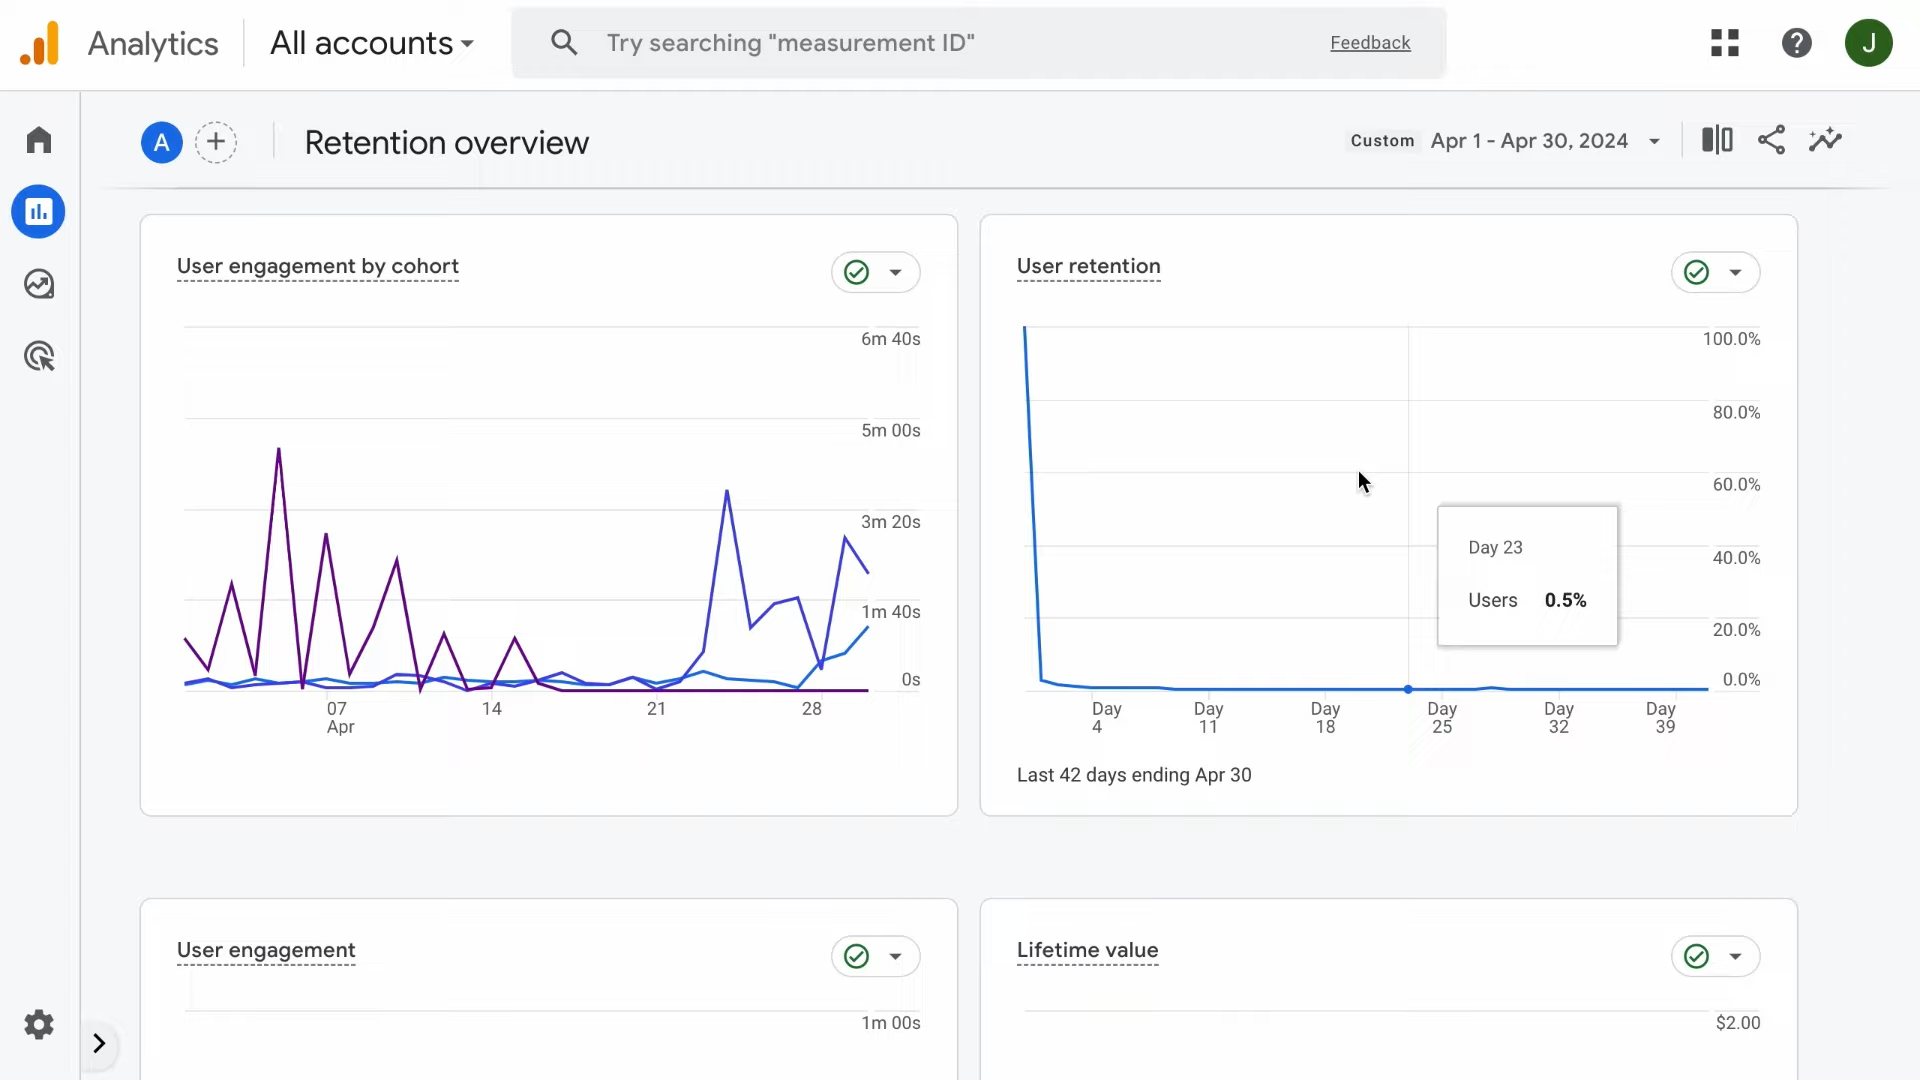 Analytics
All accounts
Try searching "measurement ID"
Feedback
J
A
Retention overview
Custom Apr 1 - Apr 30, 2024
User engagement by cohort
6m 40s
5m 00s
3m 20s
1m 40s
0s
07
Apr
14
21
28
User retention
100.0%
80.0%
60.0%
40.0%
20.0%
0.0%
Day 23
Users 0.5%
Day
4
Day
11
Day
18
Day
25
Day
32
Day
39
Last 42 days ending Apr 30
User engagement
1m 00s
Lifetime value
$2.00